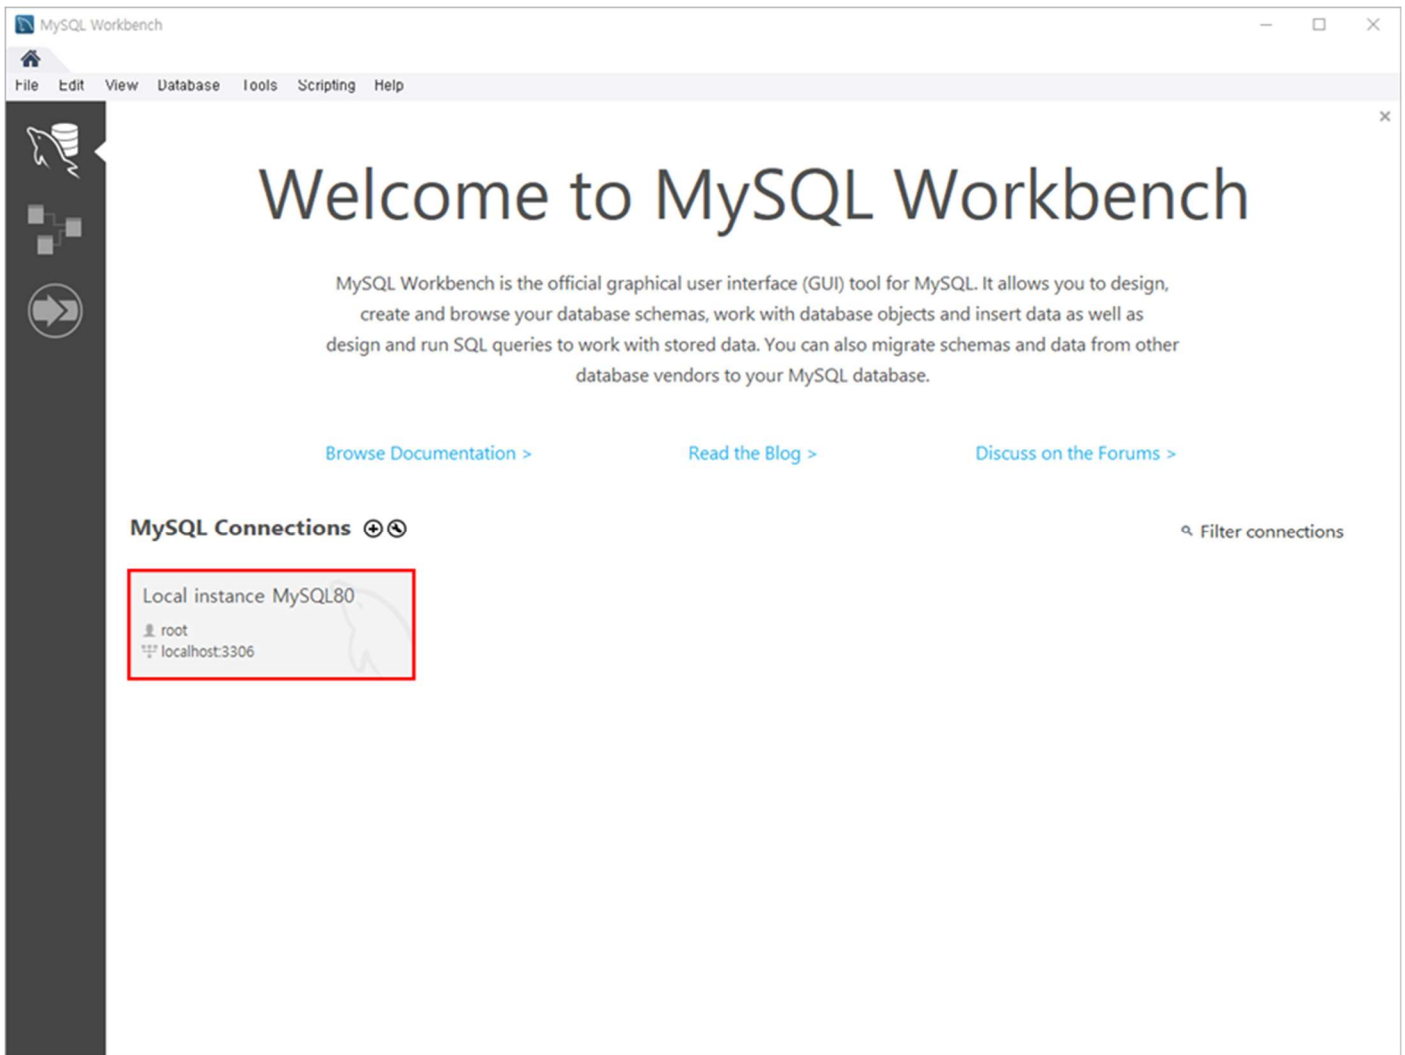 MySQL Workbench
File Edit View Database Tools Scripting Help
Welcome to MySQL Workbench
MySQL Workbench is the official graphical user interface (GUI) tool for MySQL. It allows you to design,
create and browse your database schemas, work with database objects and insert data as well as
design and run SQL queries to work with stored data. You can also migrate schemas and data from other
database vendors to your MySQL database.
Browse Documentation > Read the Blog > Discuss on the Forums >
MySQL Connections Filter connections
Local instance MySQL80
root
localhost:3306